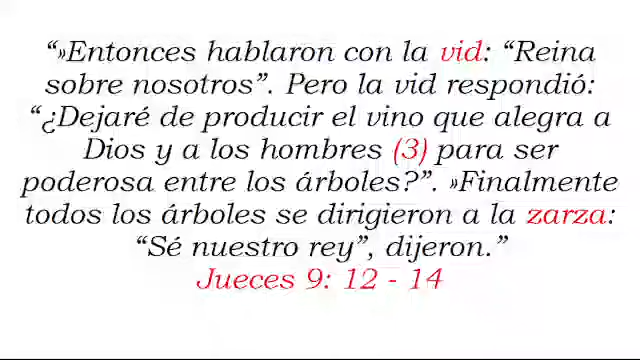 “»Entonces hablaron con la vid: “Reina
sobre nosotros”. Pero la vid respondió:
“¿Dejaré de producir el vino que alegra a
Dios y a los hombres (3) para ser
poderosa entre los árboles?”. »Finalmente
todos los árboles se dirigieron a la zarza:
“Sé nuestro rey”, dijeron.”
Jueces 9: 12 - 14